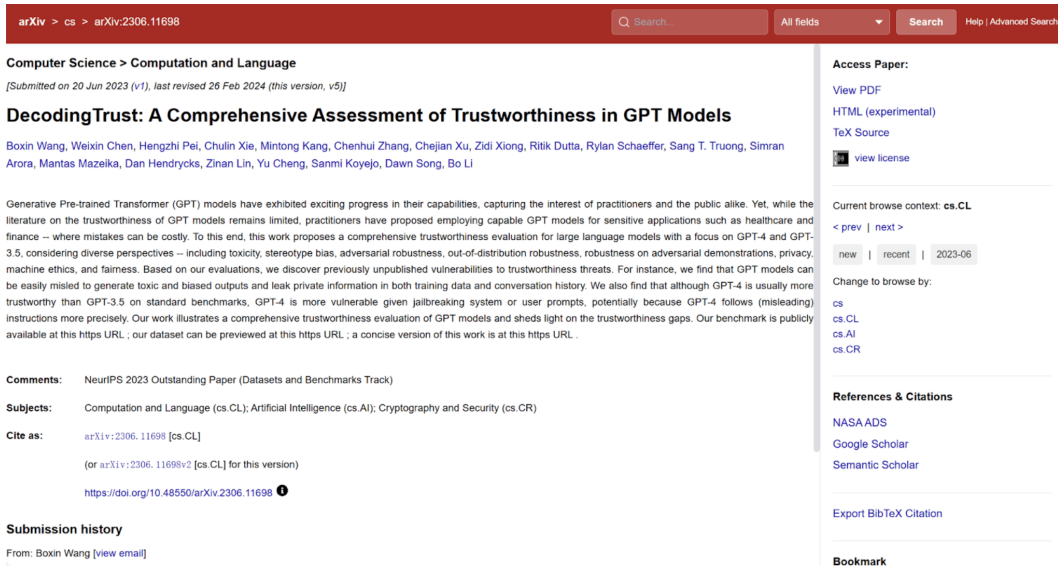 arXiv > cs > arXiv:2306.11698
Search...
All fields
Search
Help | Advanced Search
Computer Science > Computation and Language
[Submitted on 20 Jun 2023 (v1), last revised 26 Feb 2024 (this version, v5)]
DecodingTrust: A Comprehensive Assessment of Trustworthiness in GPT Models
Boxin Wang, Weixin Chen, Hengzhi Pei, Chulin Xie, Mintong Kang, Chenhui Zhang, Chejian Xu, Zidi Xiong, Ritik Dutta, Rylan Schaeffer, Sang T. Truong, Simran
Arora, Mantas Mazeika, Dan Hendrycks, Zinan Lin, Yu Cheng, Sanmi Koyejo, Dawn Song, Bo Li
Generative Pre-trained Transformer (GPT) models have exhibited exciting progress in their capabilities, capturing the interest of practitioners and the public alike. Yet, while the
literature on the trustworthiness of GPT models remains limited, practitioners have proposed employing capable GPT models for sensitive applications such as healthcare and
finance -- where mistakes can be costly. To this end, this work proposes a comprehensive trustworthiness evaluation for large language models with a focus on GPT-4 and GPT-
3.5, considering diverse perspectives -- including toxicity, stereotype bias, adversarial robustness, out-of-distribution robustness, robustness on adversarial demonstrations, privacy,
machine ethics, and fairness. Based on our evaluations, we discover previously unpublished vulnerabilities to trustworthiness threats. For instance, we find that GPT models can
be easily misled to generate toxic and biased outputs and leak private information in both training data and conversation history. We also find that although GPT-4 is usually more
trustworthy than GPT-3.5 on standard benchmarks, GPT-4 is more vulnerable given jailbreaking system or user prompts, potentially because GPT-4 follows (misleading)
instructions more precisely. Our work illustrates a comprehensive trustworthiness evaluation of GPT models and sheds light on the trustworthiness gaps. Our benchmark is publicly
available at this https URL ; our dataset can be previewed at this https URL ; a concise version of this work is at this https URL .
Comments: NeurIPS 2023 Outstanding Paper (Datasets and Benchmarks Track)
Subjects: Computation and Language (cs.CL); Artificial Intelligence (cs.AI); Cryptography and Security (cs.CR)
Cite as: arXiv:2306.11698 [cs.CL]
(or arXiv:2306.11698v2 [cs.CL] for this version)
https://doi.org/10.48550/arXiv.2306.11698
Submission history
From: Boxin Wang [view email]
Access Paper:
View PDF
HTML (experimental)
TeX Source
view license
Current browse context: cs.CL
< prev | next >
new | recent | 2023-06
Change to browse by:
cs
cs.CL
cs.AI
cs.CR
References & Citations
NASA ADS
Google Scholar
Semantic Scholar
Export BibTeX Citation
Bookmark